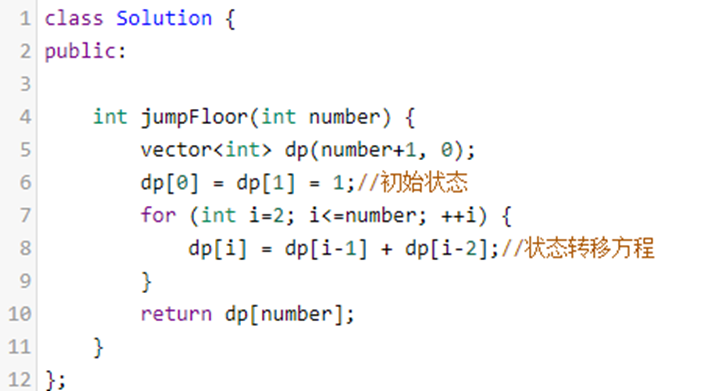 1 class Solution {
2 public:
3
4     int jumpFloor(int number) {
5         vector<int> dp(number+1, 0);
6         dp[0] = dp[1] = 1;//初始状态
7         for (int i=2; i<=number; ++i) {
8             dp[i] = dp[i-1] + dp[i-2];//状态转移方程
9         }
10         return dp[number];
11     }
12 };